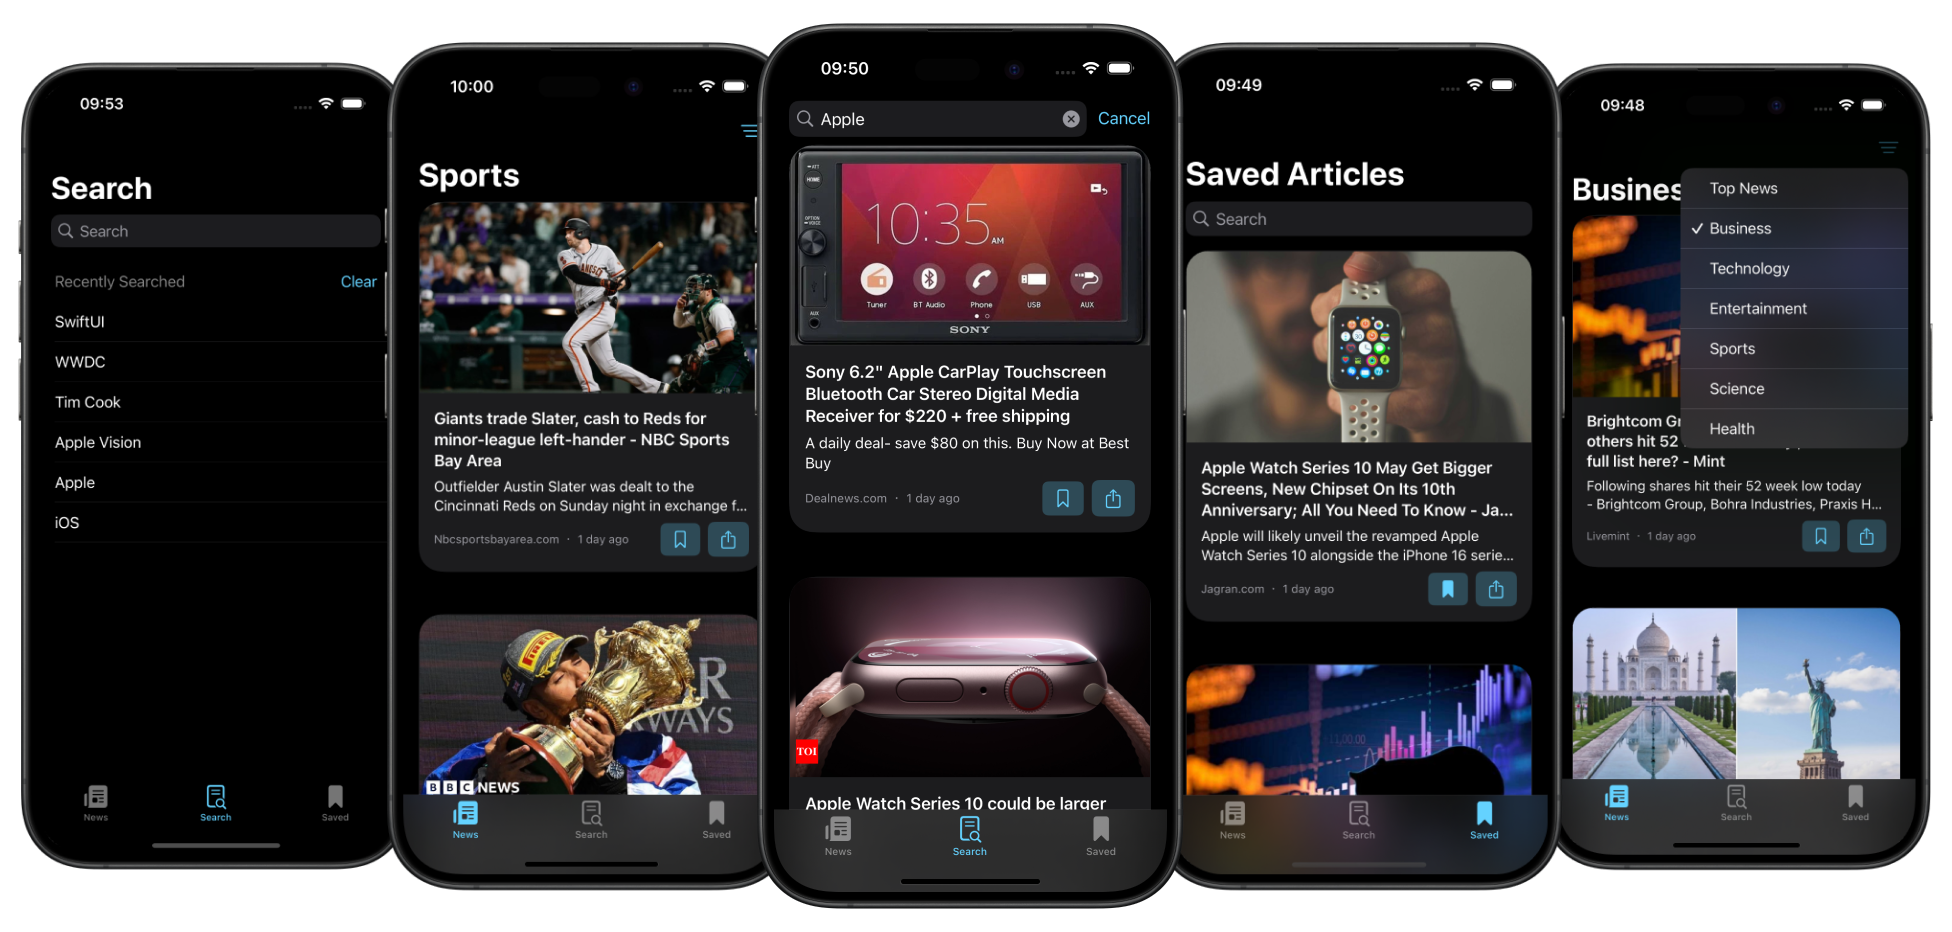 09:53
Search
Search
Recently Searched
Clear
SwiftUI
WWDC
Tim Cook
Apple Vision
Apple
iOS
News
Search
Saved
10:00
Sports
Giants trade Slater, cash to Reds for
minor-league left-hander - NBC Sports
Bay Area
Outfielder Austin Slater was dealt to the
Cincinnati Reds on Sunday night in exchange f...
Nbcsportsbayarea.com · 1 day ago
PIRELLI
R
WAYS
BBC NEWS
News
Search
Saved
09:50
Apple
Cancel
ATT
HOME
OPTION
VOICE
AUX
10:35 AM
Tuner
BT Audio
Phone
USB
AUX
SONY
Sony 6.2" Apple CarPlay Touchscreen
Bluetooth Car Stereo Digital Media
Receiver for $220 + free shipping
A daily deal- save $80 on this. Buy Now at Best
Buy
Dealnews.com · 1 day ago
TOI
Apple Watch Series 10 could be larger
News
Search
Saved
09:49
Saved Articles
Search
Apple Watch Series 10 May Get Bigger
Screens, New Chipset On Its 10th
Anniversary; All You Need To Know - Ja...
Apple will likely unveil the revamped Apple
Watch Series 10 alongside the iPhone 16 serie...
Jagran.com · 1 day ago
News
Search
Saved
09:48
Busines
Top News
Business
Technology
Entertainment
Sports
Science
Health
Brightcom Gr
others hit 52
full list here? - Mint
Following shares hit their 52 week low today
- Brightcom Group, Bohra Industries, Praxis H...
Livemint · 1 day ago
News
Search
Saved